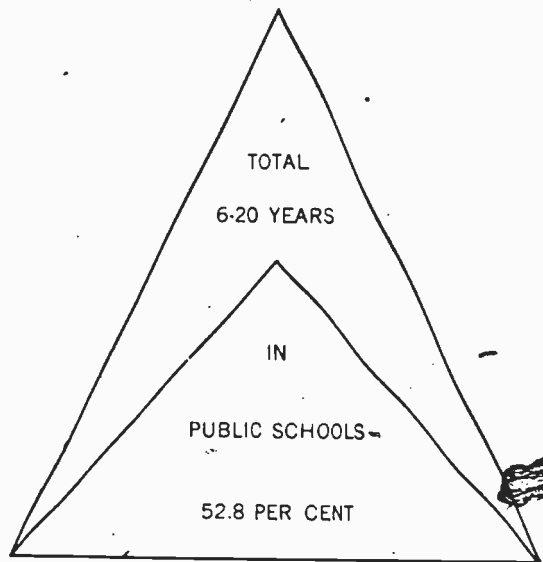 TOTAL
6-20 YEARS
IN
PUBLIC SCHOOLS
52.8 PER CENT